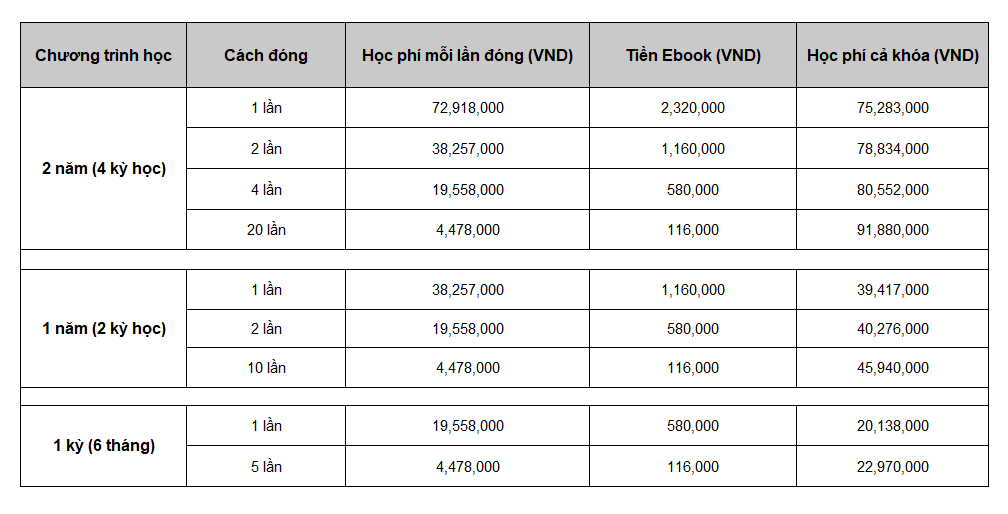 Chương trình học Cách đóng Học phí mỗi lần đóng (VND) Tiền Ebook (VND) Học phí cả khóa (VND)
2 năm (4 kỳ học)
1 lần 72,918,000 2,320,000 75,283,000
2 lần 38,257,000 1,160,000 78,834,000
4 lần 19,558,000 580,000 80,552,000
20 lần 4,478,000 116,000 91,880,000
1 năm (2 kỳ học)
1 lần 38,257,000 1,160,000 39,417,000
2 lần 19,558,000 580,000 40,276,000
10 lần 4,478,000 116,000 45,940,000
1 kỳ (6 tháng)
1 lần 19,558,000 580,000 20,138,000
5 lần 4,478,000 116,000 22,970,000